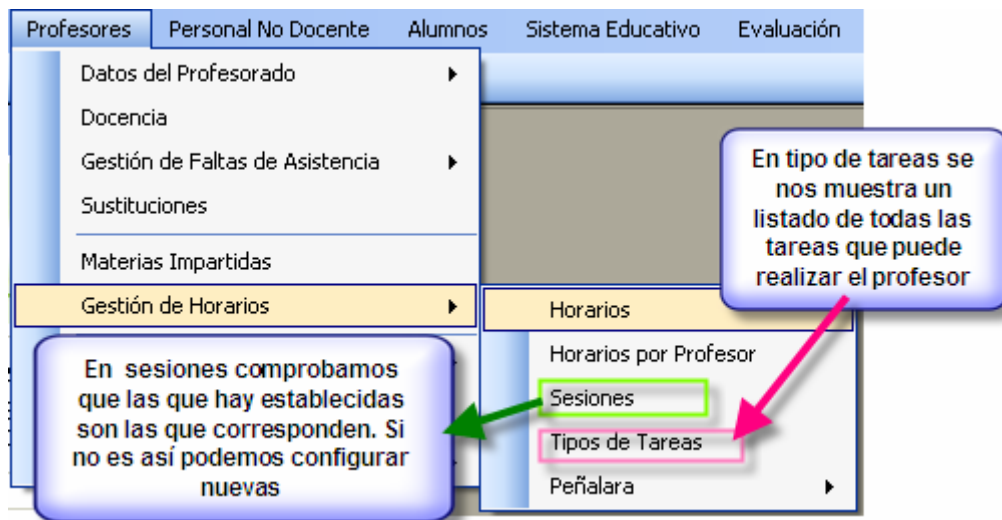 Profesores Personal No Docente Alumnos Sistema Educativo Evaluación
Datos del Profesorado
Docencia
Gestión de Faltas de Asistencia
Sustituciones
Materias Impartidas
Gestión de Horarios
En tipo de tareas se
nos muestra un
listado de todas las
tareas que puede
realizar el profesor
Horarios
Horarios por Profesor
Sesiones
Tipos de Tareas
Peñalara
En sesiones comprobamos
que las que hay establecidas
son las que corresponden. Si
no es así podemos configurar
nuevas